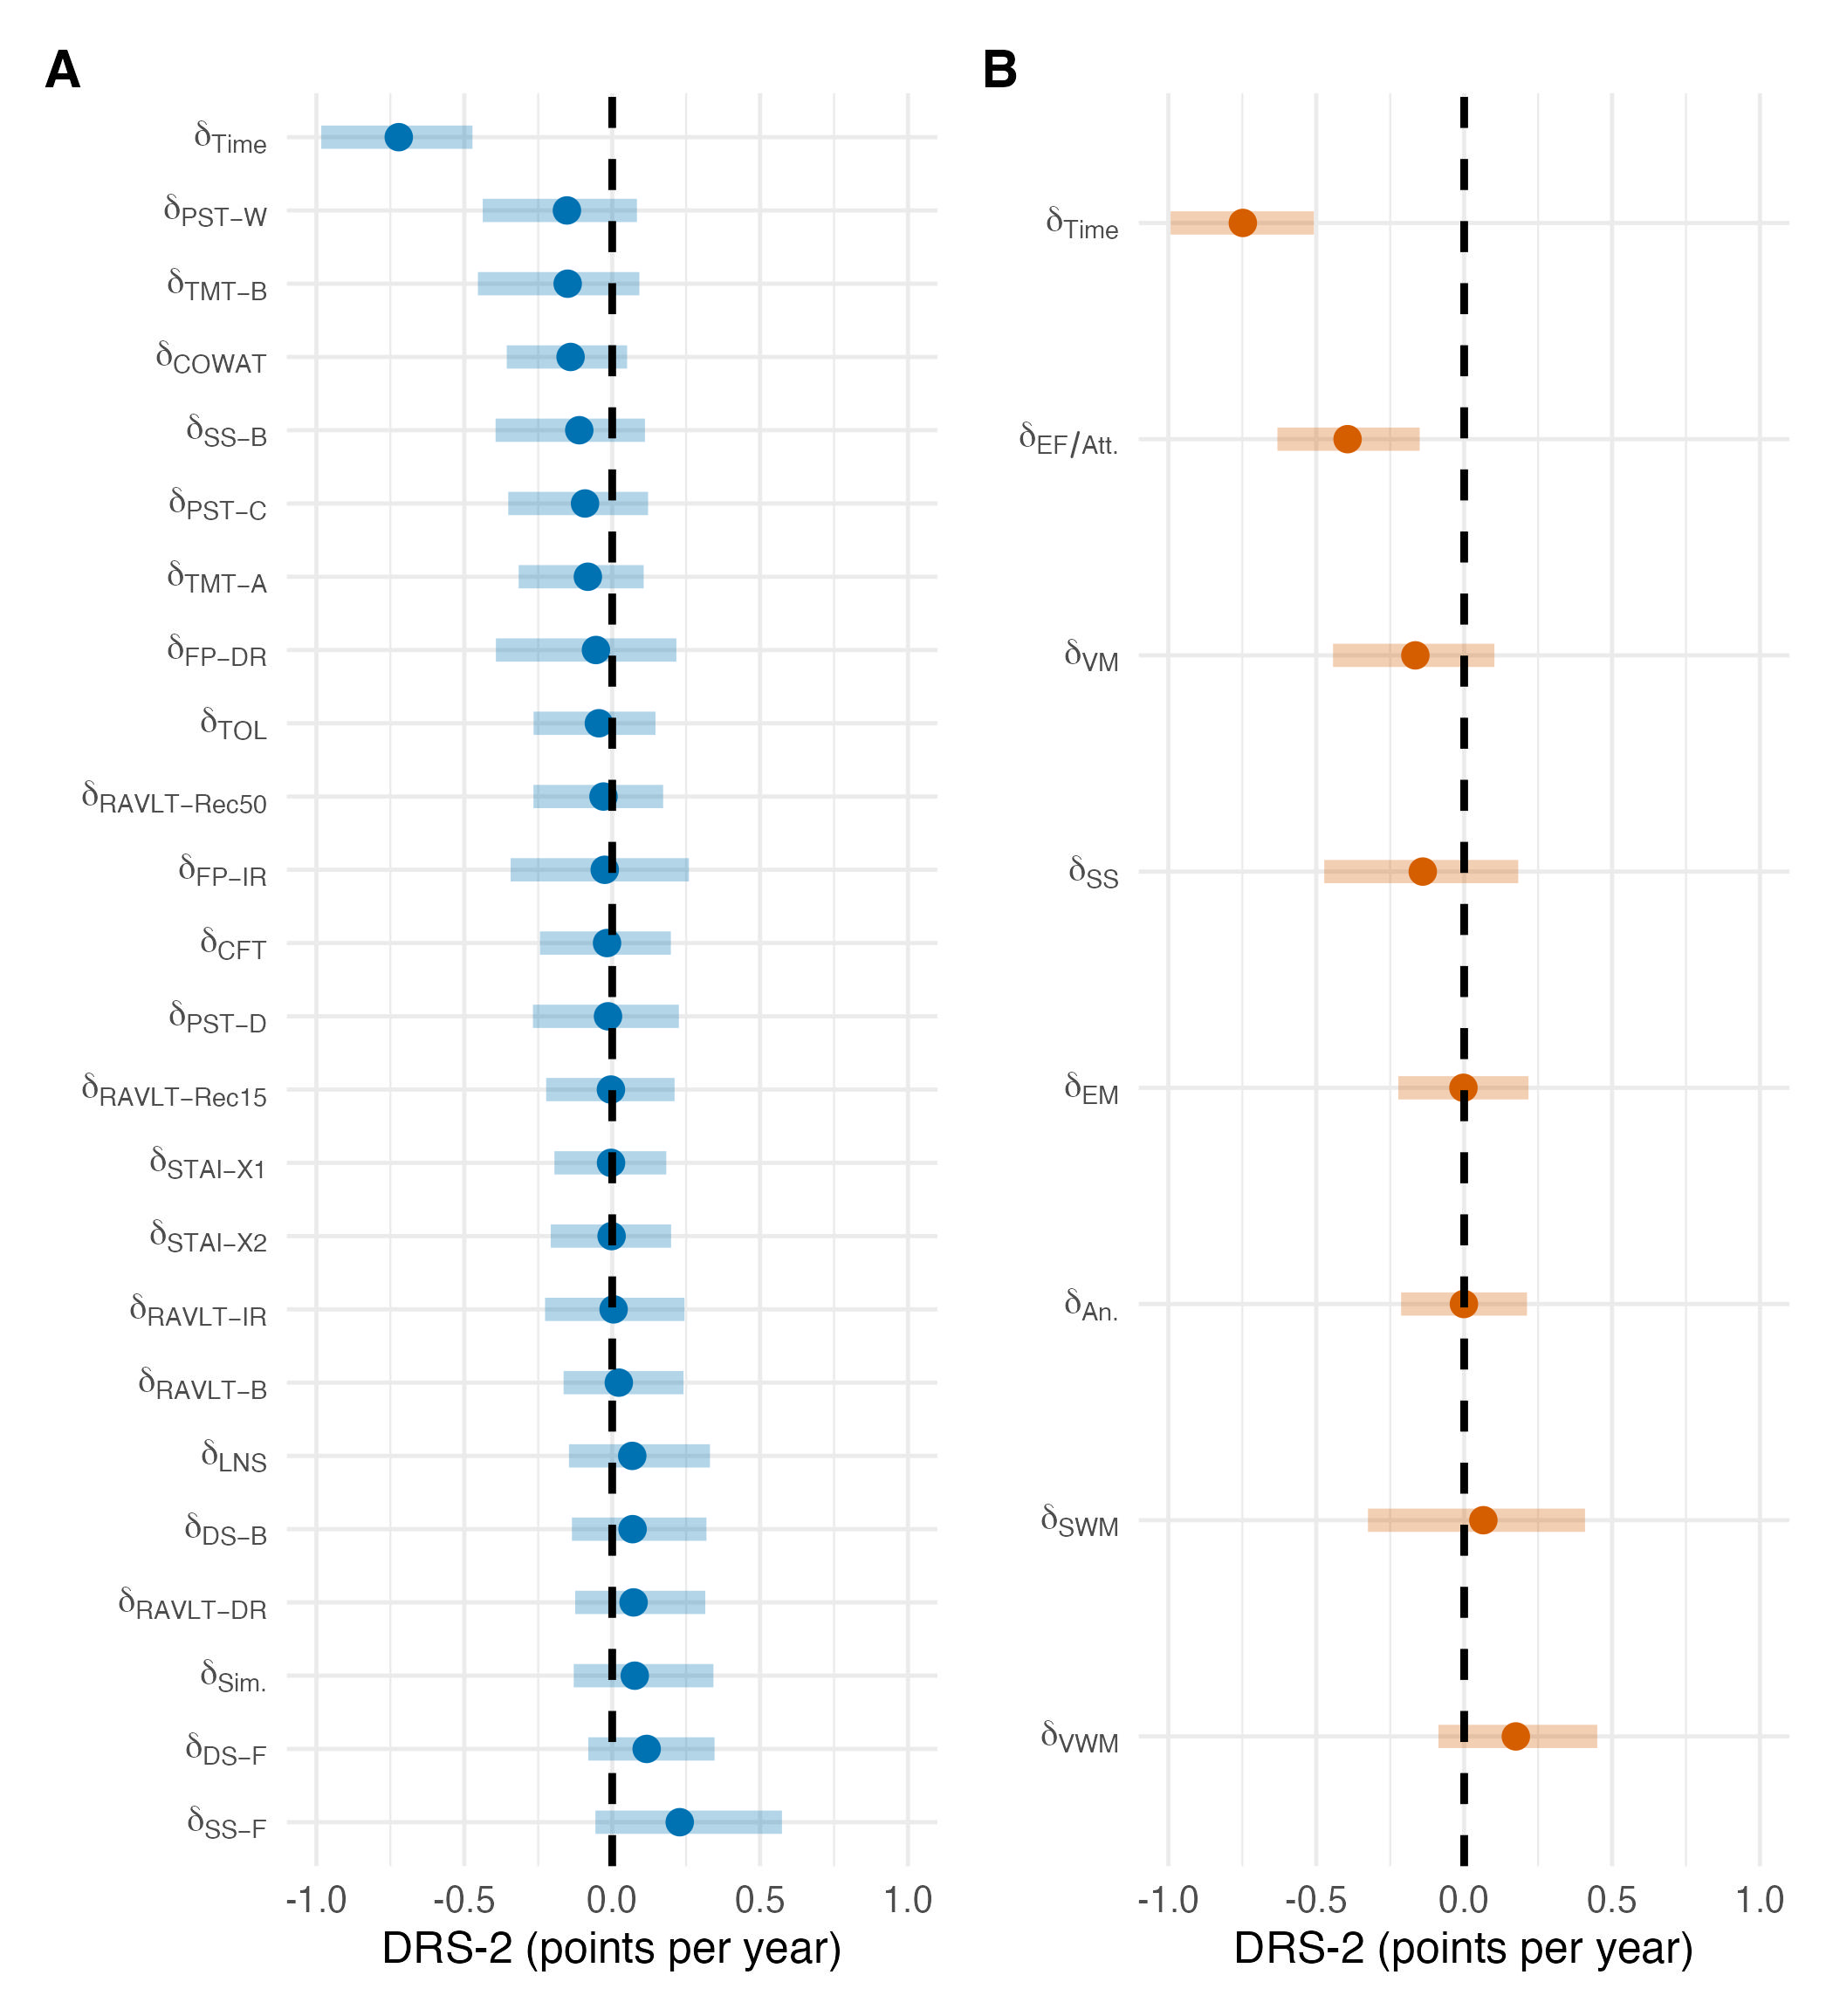 A
δTime
δPST−W
δTMT−B
δCOWAT
δSS−B
δPST−C
δTMT−A
δFP−DR
δTOL
δRAVLT−Rec50
δFP−IR
δCFT
δPST−D
δRAVLT−Rec15
δSTAI−X1
δSTAI−X2
δRAVLT−IR
δRAVLT−B
δLNS
δDS−B
δRAVLT−DR
δSim.
δDS−F
δSS−F
-1.0 -0.5 0.0 0.5 1.0
DRS-2 (points per year)
B
δTime
δEF/Att.
δVM
δSS
δEM
δAn.
δSWM
δVWM
-1.0 -0.5 0.0 0.5 1.0
DRS-2 (points per year)